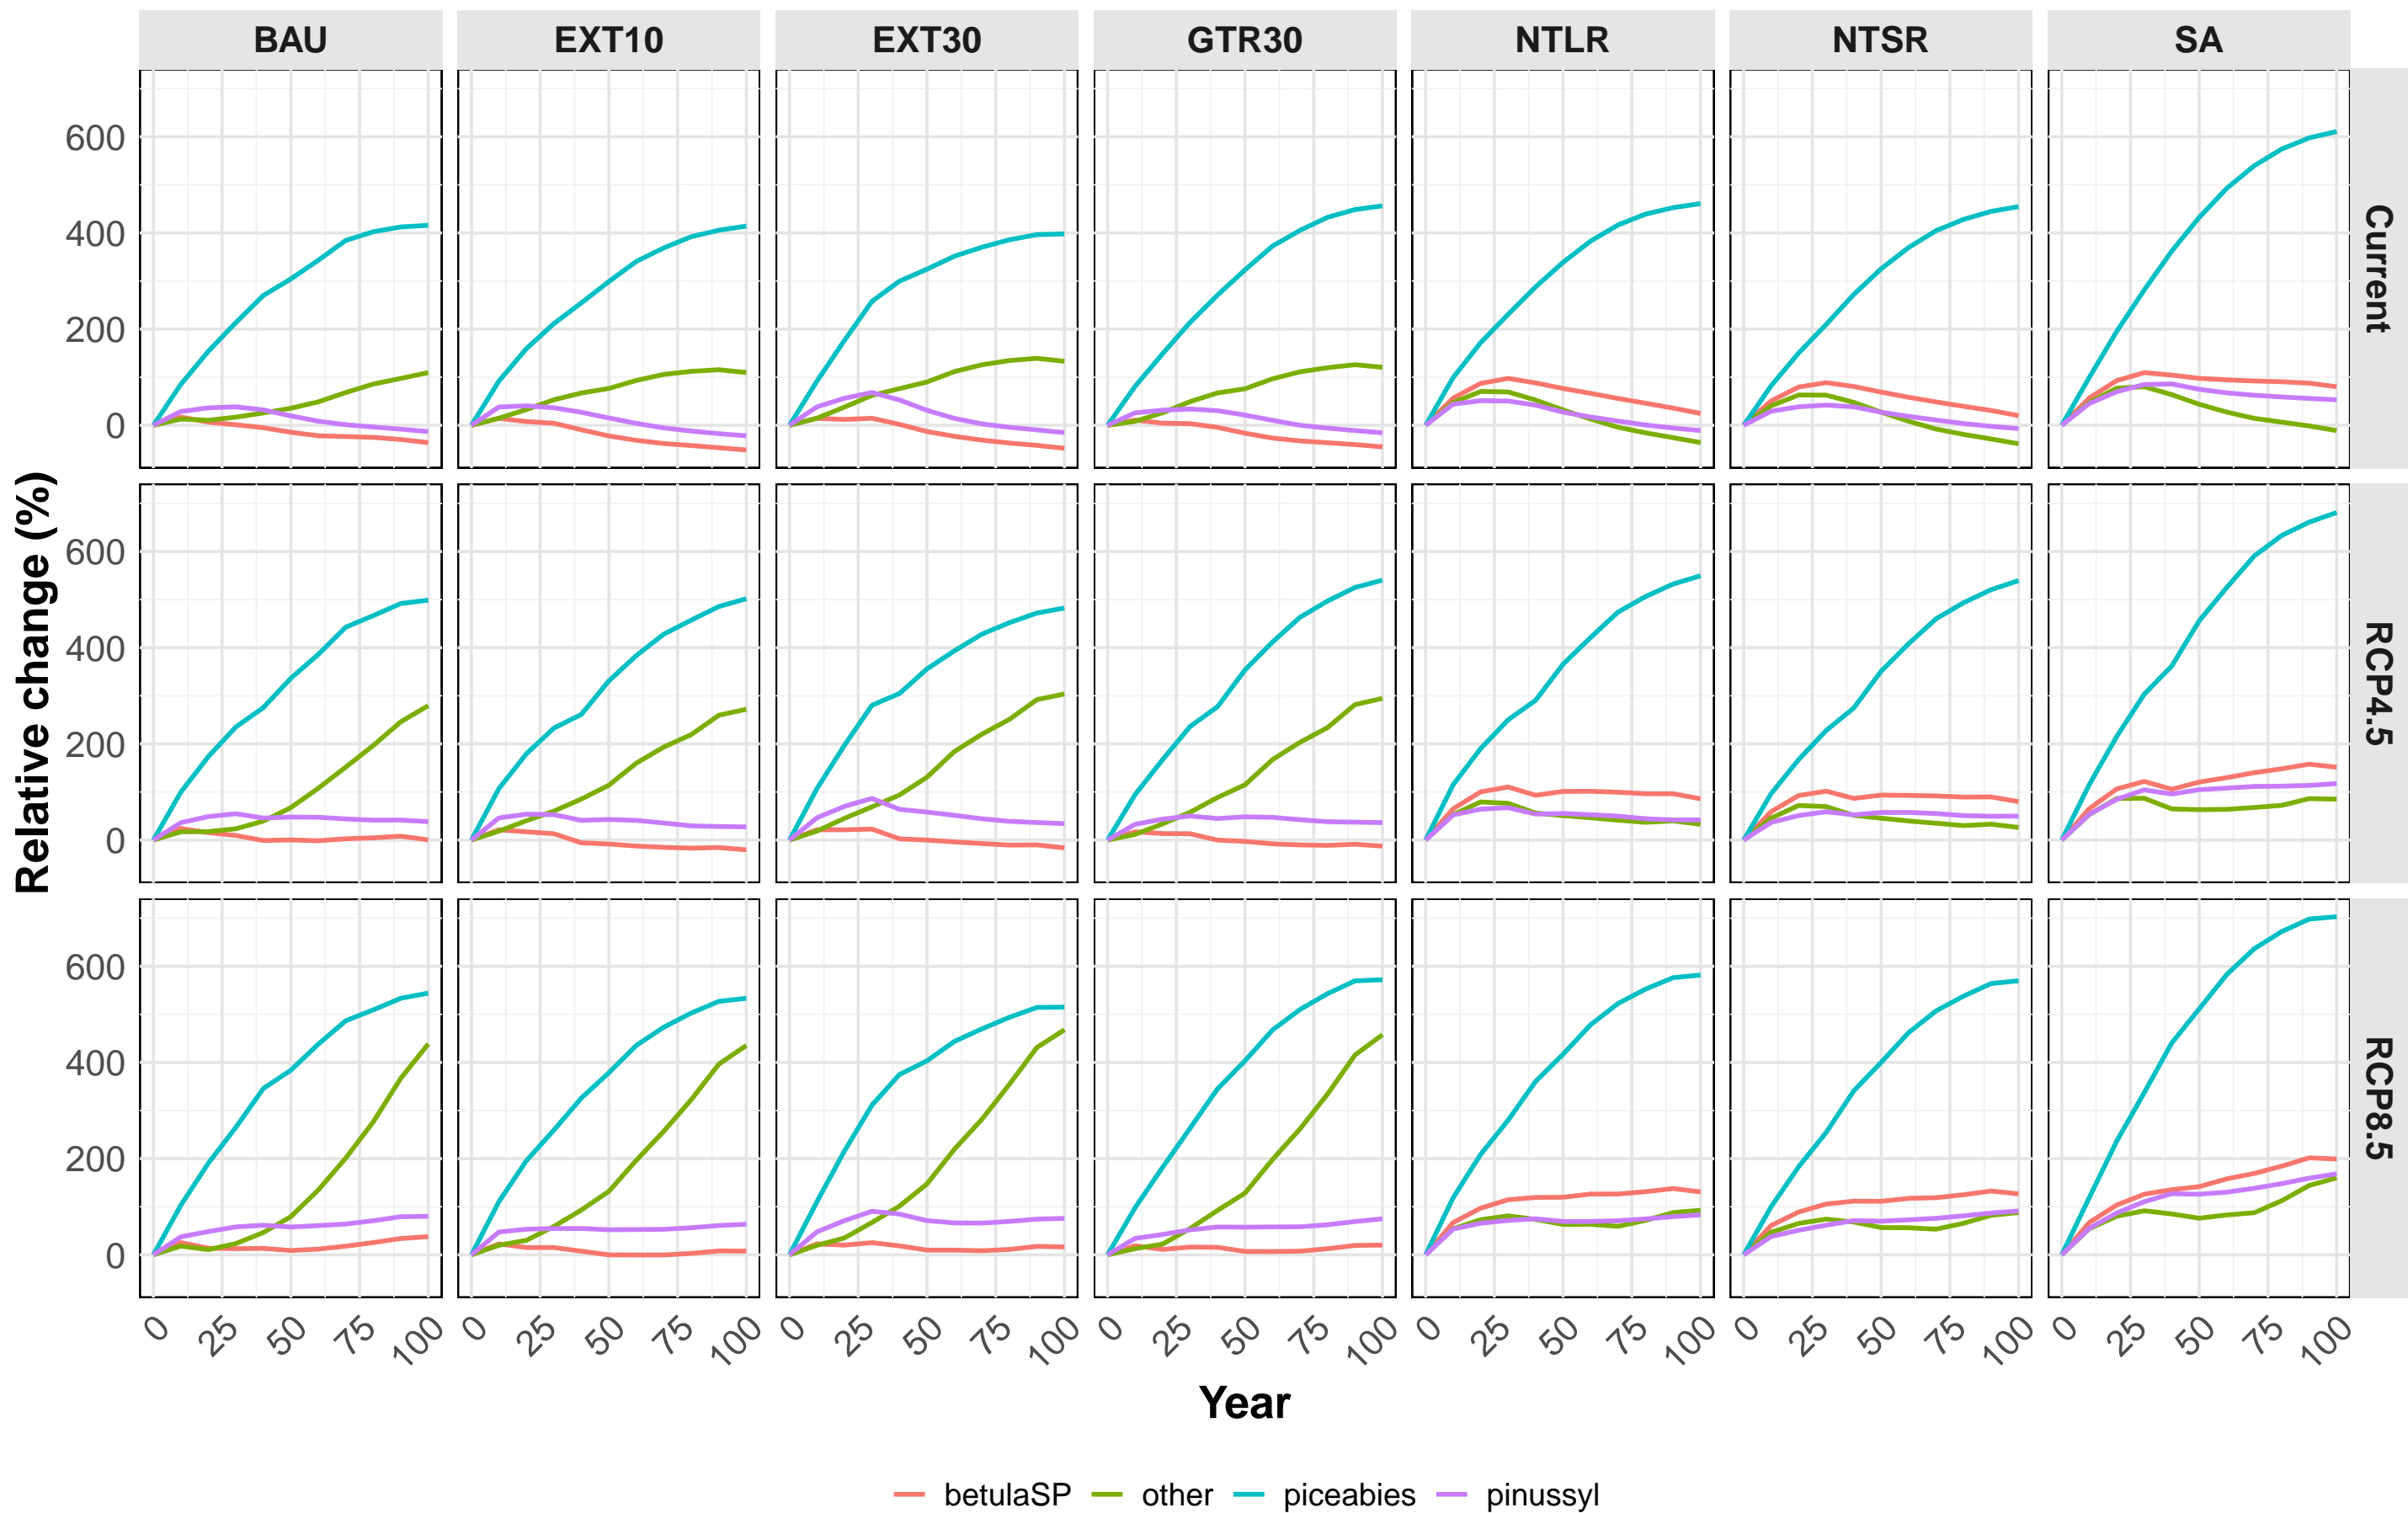 BAU EXT10 EXT30 GTR30 NTLR NTSR SA
Relative change (%)
600
400
200
0
Current
600
400
200
0
RCP4.5
600
400
200
0
RCP8.5
0 25 50 75 100 0 25 50 75 100 0 25 50 75 100 0 25 50 75 100 0 25 50 75 100 0 25 50 75 100 0 25 50 75 100
Year
betulaSP other piceabies pinussyl